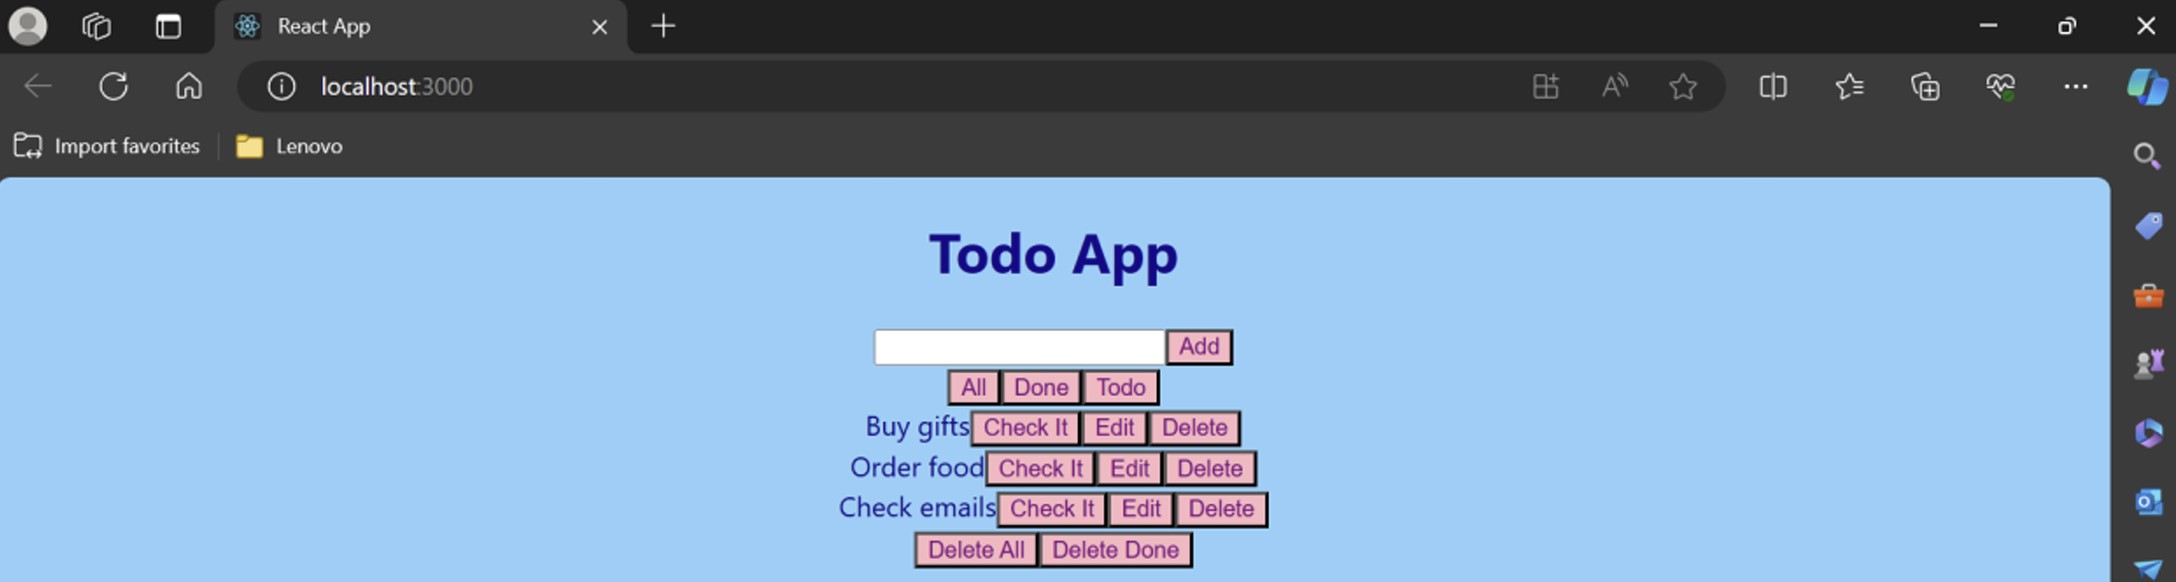 React App
localhost:3000
Import favorites Lenovo
Todo App
Add
All Done Todo
Buy gifts Check It Edit Delete
Order food Check It Edit Delete
Check emails Check It Edit Delete
Delete All Delete Done